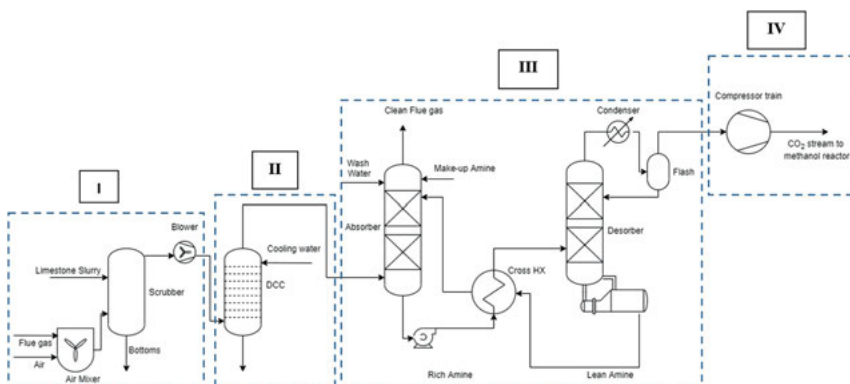 I
II
III
IV
Limestone Slurry
Flue gas
Air
Air Mixer
Scrubber
Bottoms
Blower
Cooling water
DCC
Clean Flue gas
Wash
Water
Make-up Amine
Absorber
Cross HX
Rich Amine
Lean Amine
Condenser
Desorber
Flash
Compressor train
CO₂ stream to
methanol reactor